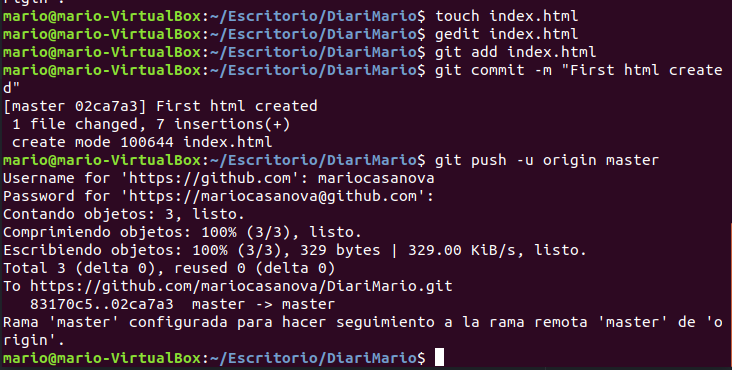 rigin'.
mario@mario-VirtualBox:~/Escritorio/DiariMario$ touch index.html
mario@mario-VirtualBox:~/Escritorio/DiariMario$ gedit index.html
mario@mario-VirtualBox:~/Escritorio/DiariMario$ git add index.html
mario@mario-VirtualBox:~/Escritorio/DiariMario$ git commit -m "First html create
d"
[master 02ca7a3] First html created
 1 file changed, 7 insertions(+)
 create mode 100644 index.html
mario@mario-VirtualBox:~/Escritorio/DiariMario$ git push -u origin master
Username for 'https://github.com': mariocasanova
Password for 'https://mariocasanova@github.com':
Contando objetos: 3, listo.
Comprimiendo objetos: 100% (3/3), listo.
Escribiendo objetos: 100% (3/3), 329 bytes | 329.00 KiB/s, listo.
Total 3 (delta 0), reused 0 (delta 0)
To https://github.com/mariocasanova/DiariMario.git
   83170c5..02ca7a3  master -> master
Rama 'master' configurada para hacer seguimiento a la rama remota 'master' de 'o
rigin'.
mario@mario-VirtualBox:~/Escritorio/DiariMario$